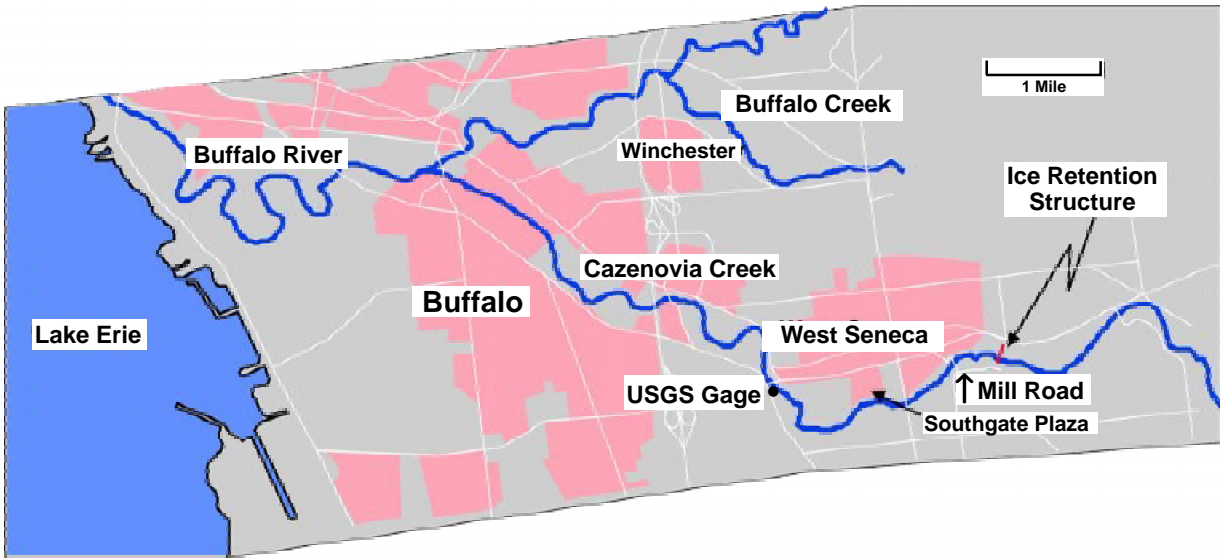 1 Mile
Buffalo Creek
Buffalo River
Winchester
Ice Retention
Structure
Cazenovia Creek
Buffalo
Lake Erie
West Seneca
USGS Gage
Mill Road
Southgate Plaza